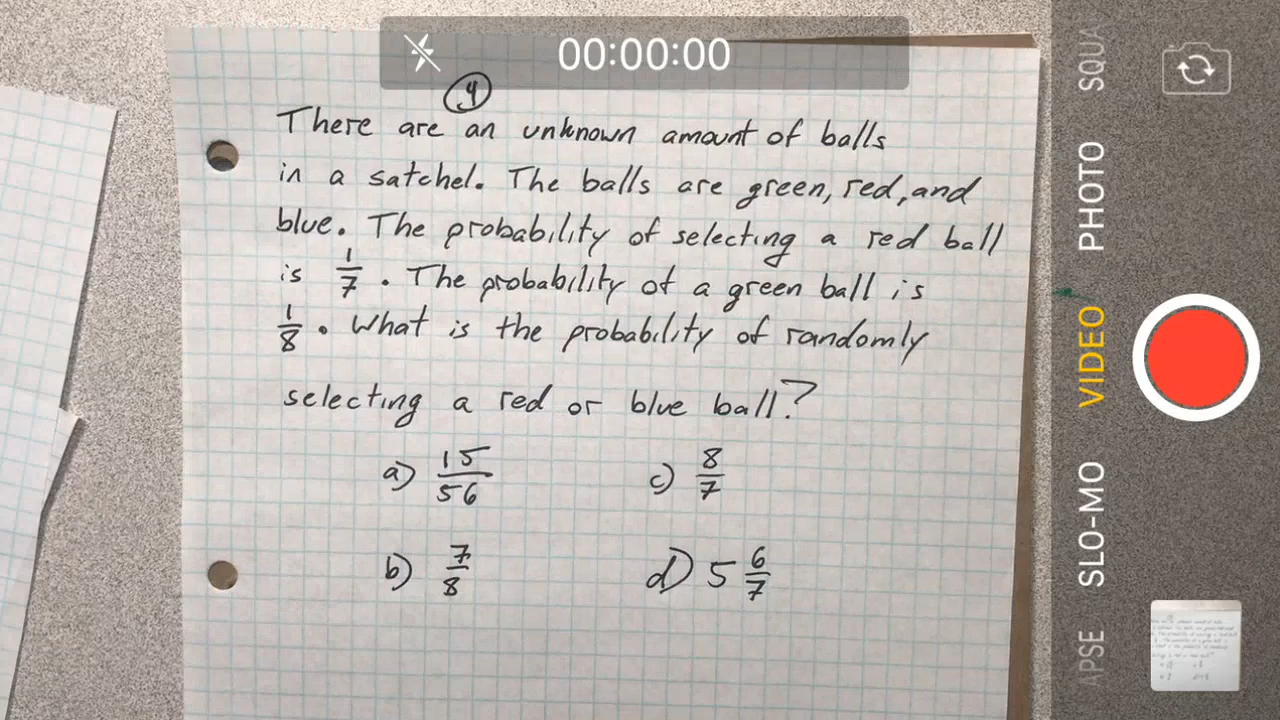 00:00:00
4
There are an unknown amount of balls
in a satchel. The balls are green, red, and
blue. The probability of selecting a red ball
is 1/7. The probability of a green ball is
1/8. What is the probability of randomly
selecting a red or blue ball?
a) 15/56
c) 8/7
b) 7/8
d) 5 6/7
SQUA
PHOTO
VIDEO
SLO-MO
APSE